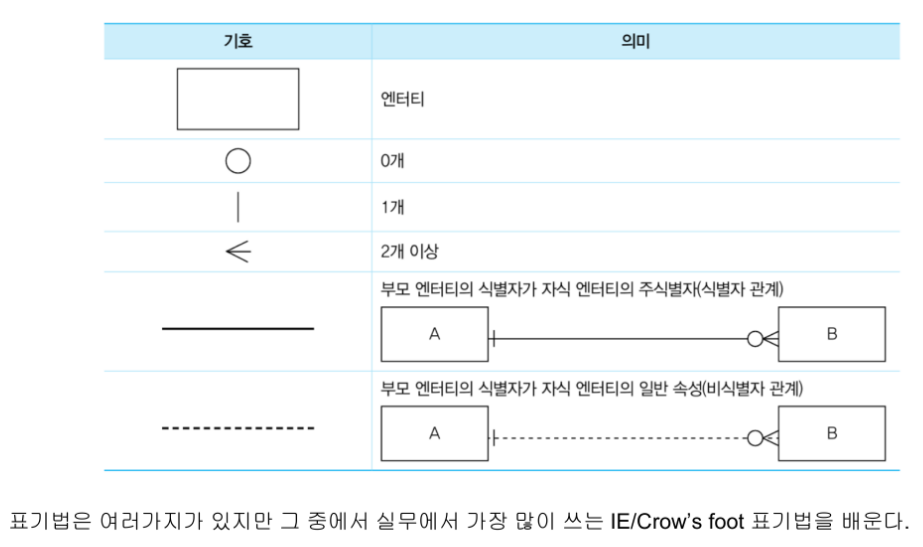 기호 의미
엔터티
0개
1개
2개 이상
부모 엔터티의 식별자가 자식 엔터티의 주식별자(식별자 관계)
A B
부모 엔터티의 식별자가 자식 엔터티의 일반 속성(비식별자 관계)
A B
표기법은 여러가지가 있지만 그 중에서 실무에서 가장 많이 쓰는 IE/Crow's foot 표기법을 배운다.